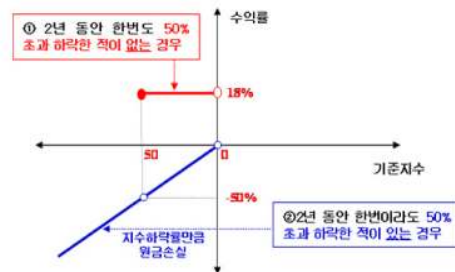 수익률
① 2년 동안 한번도 50%
초과 하락한 적이 없는 경우
18%
50
0
기준지수
-50%
지수하락률만큼
원금손실
②2년 동안 한번이라도 50%
초과 하락한 적이 있는 경우